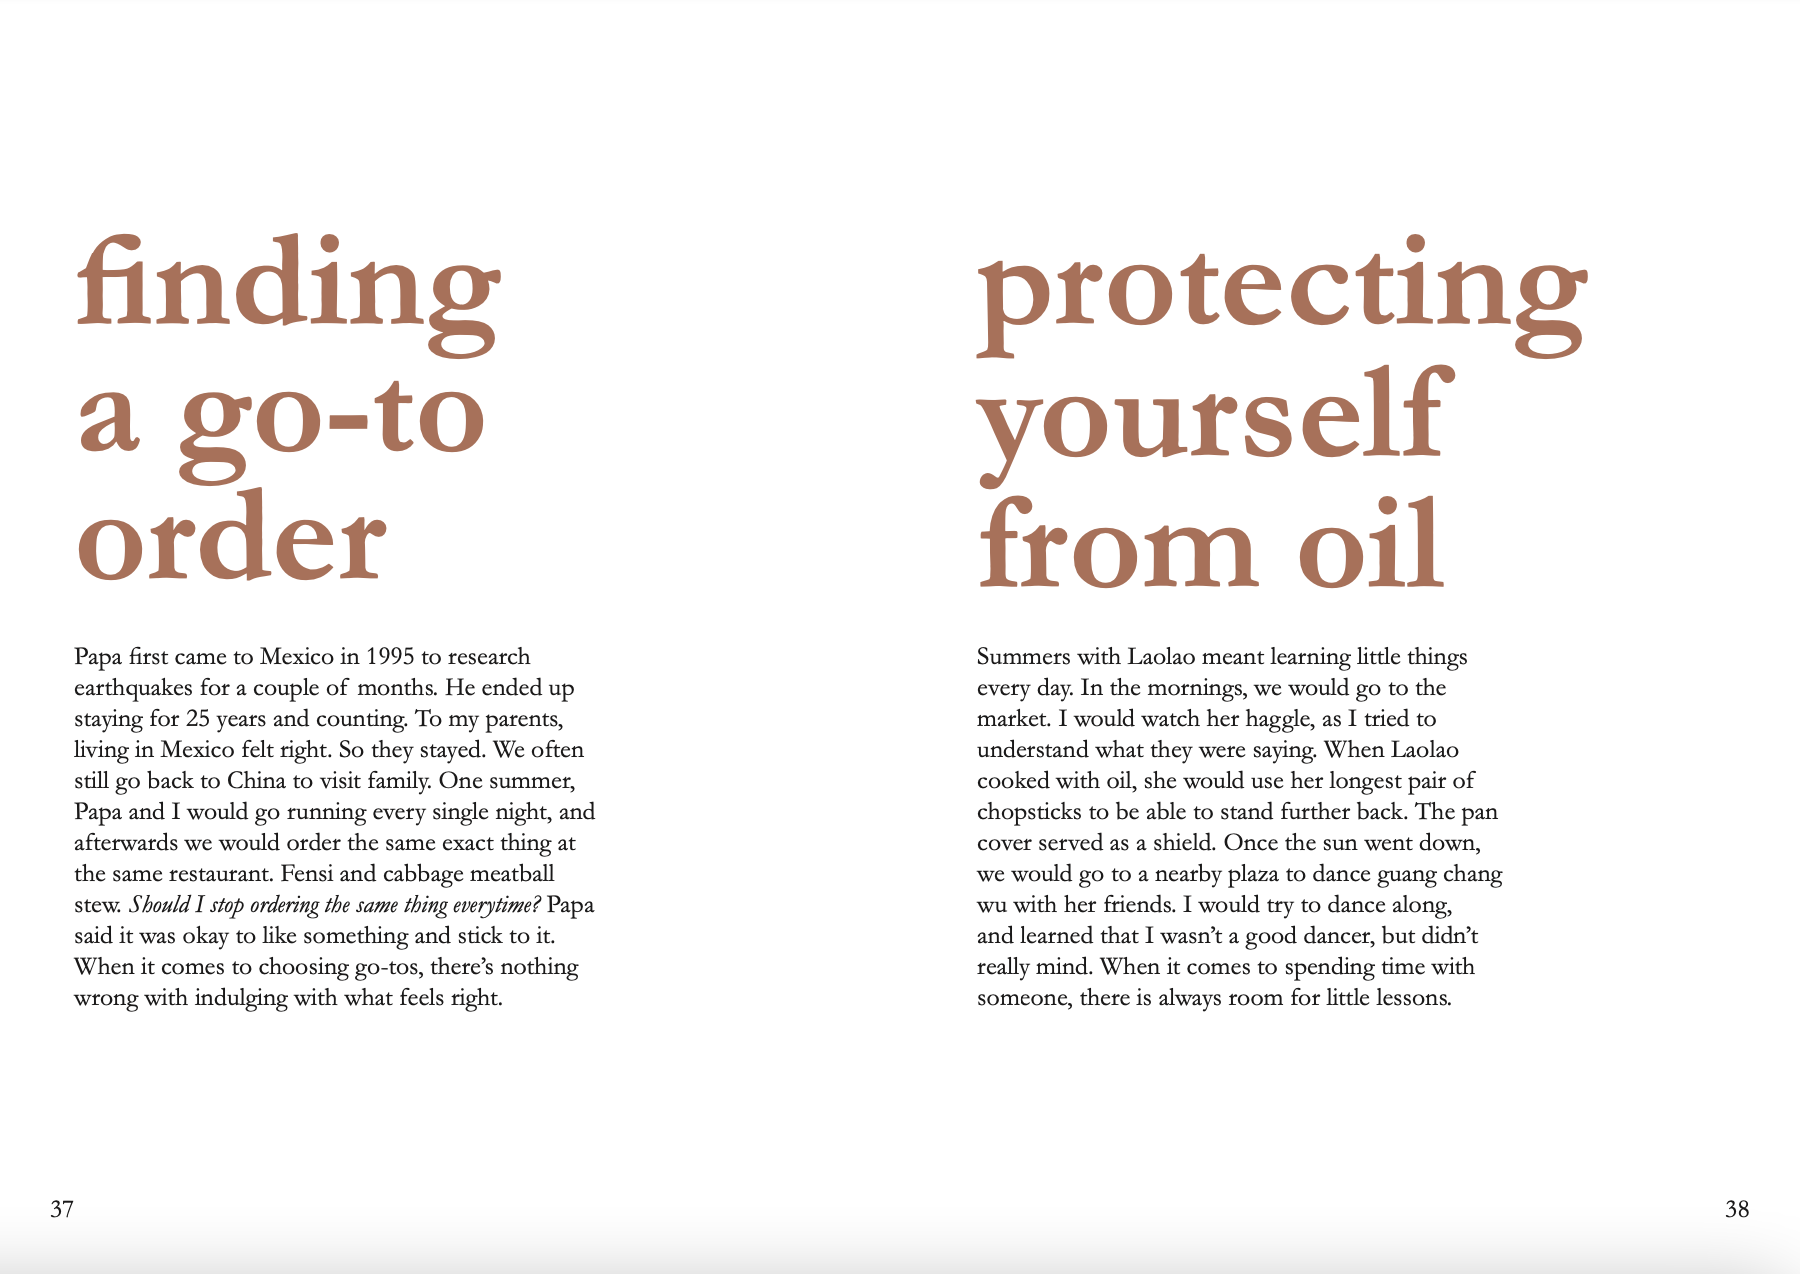 finding
a go-to
order
Papa first came to Mexico in 1995 to research
earthquakes for a couple of months. He ended up
staying for 25 years and counting. To my parents,
living in Mexico felt right. So they stayed. We often
still go back to China to visit family. One summer,
Papa and I would go running every single night, and
afterwards we would order the same exact thing at
the same restaurant. Fensi and cabbage meatball
stew. Should I stop ordering the same thing everytime? Papa
said it was okay to like something and stick to it.
When it comes to choosing go-tos, there’s nothing
wrong with indulging with what feels right.
37
protecting
yourself
from oil
Summers with Laolao meant learning little things
every day. In the mornings, we would go to the
market. I would watch her haggle, as I tried to
understand what they were saying. When Laolao
cooked with oil, she would use her longest pair of
chopsticks to be able to stand further back. The pan
cover served as a shield. Once the sun went down,
we would go to a nearby plaza to dance guang chang
wu with her friends. I would try to dance along,
and learned that I wasn’t a good dancer, but didn’t
really mind. When it comes to spending time with
someone, there is always room for little lessons.
38